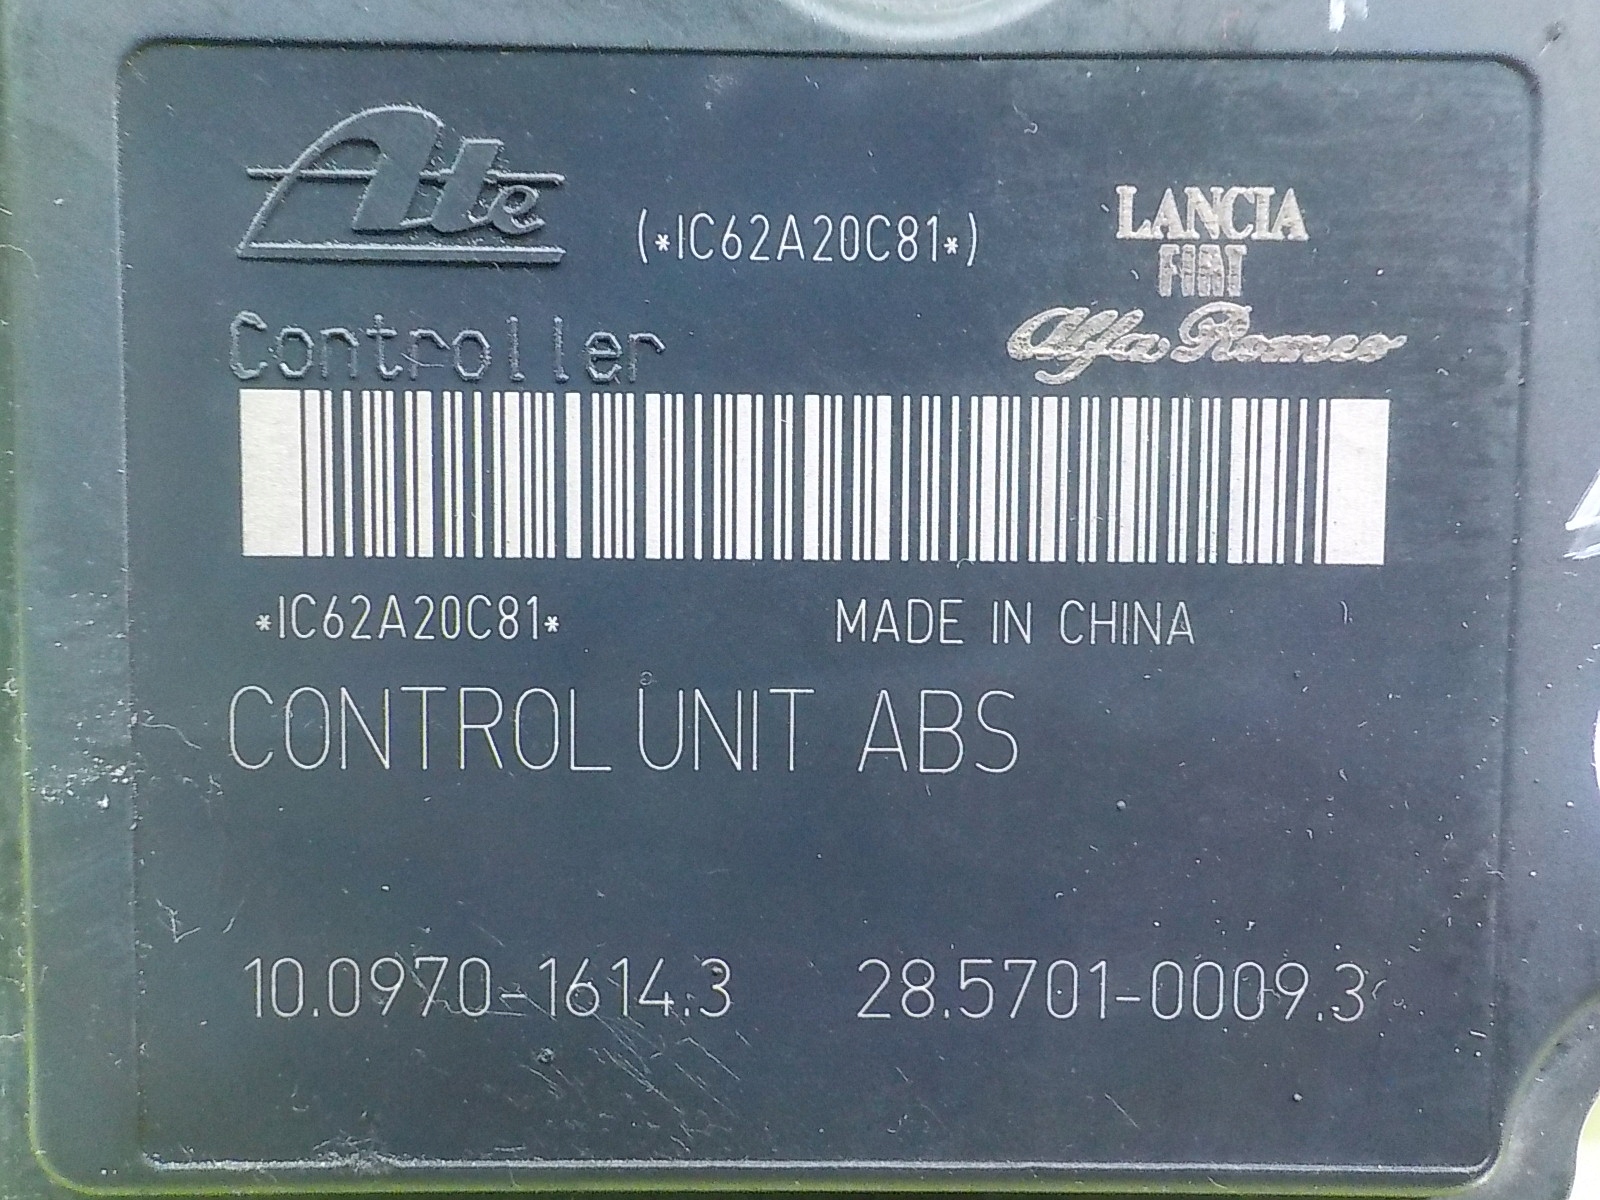 Ate
(*IC62A20C81*)
LANCIA
FIAT
Alfa Romeo
Controller
*IC62A20C81*
MADE IN CHINA
CONTROL UNIT ABS
10.0970-1614.3 28.5701-0009.3